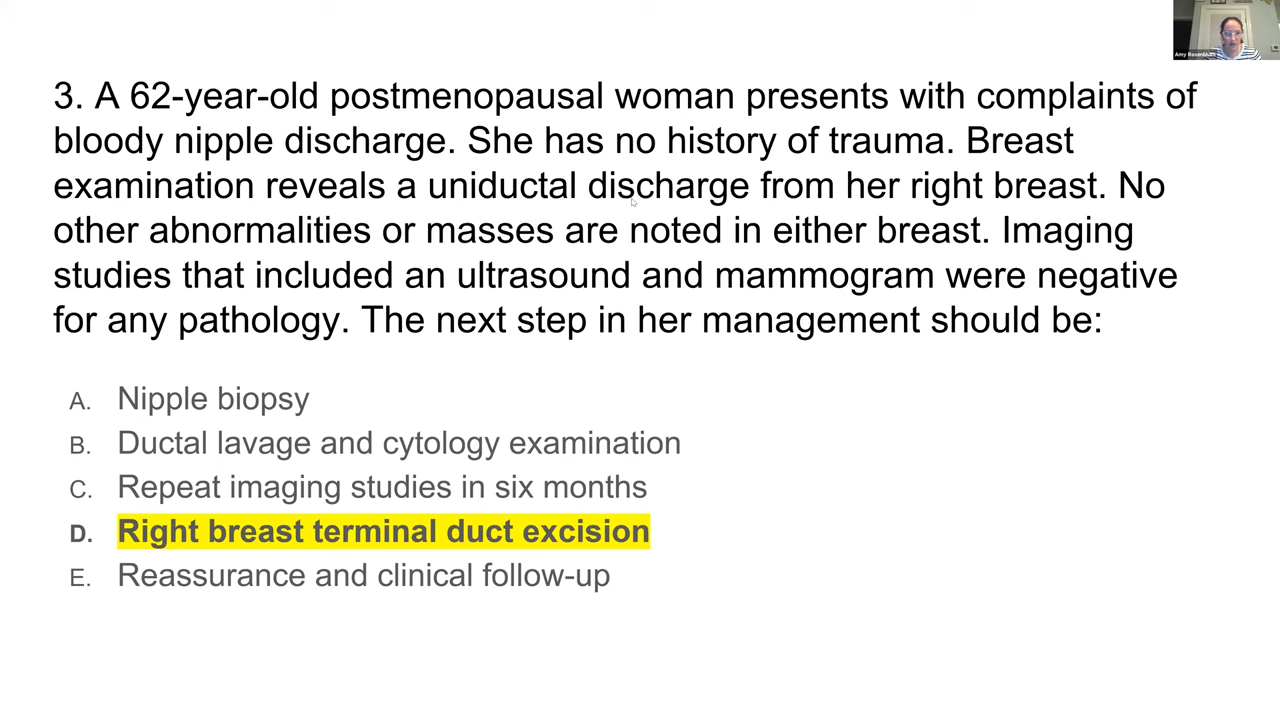 Amy Rosenbluth
3. A 62-year-old postmenopausal woman presents with complaints of
bloody nipple discharge. She has no history of trauma. Breast
examination reveals a uniductal discharge from her right breast. No
other abnormalities or masses are noted in either breast. Imaging
studies that included an ultrasound and mammogram were negative
for any pathology. The next step in her management should be:
A. Nipple biopsy
B. Ductal lavage and cytology examination
C. Repeat imaging studies in six months
D. Right breast terminal duct excision
E. Reassurance and clinical follow-up